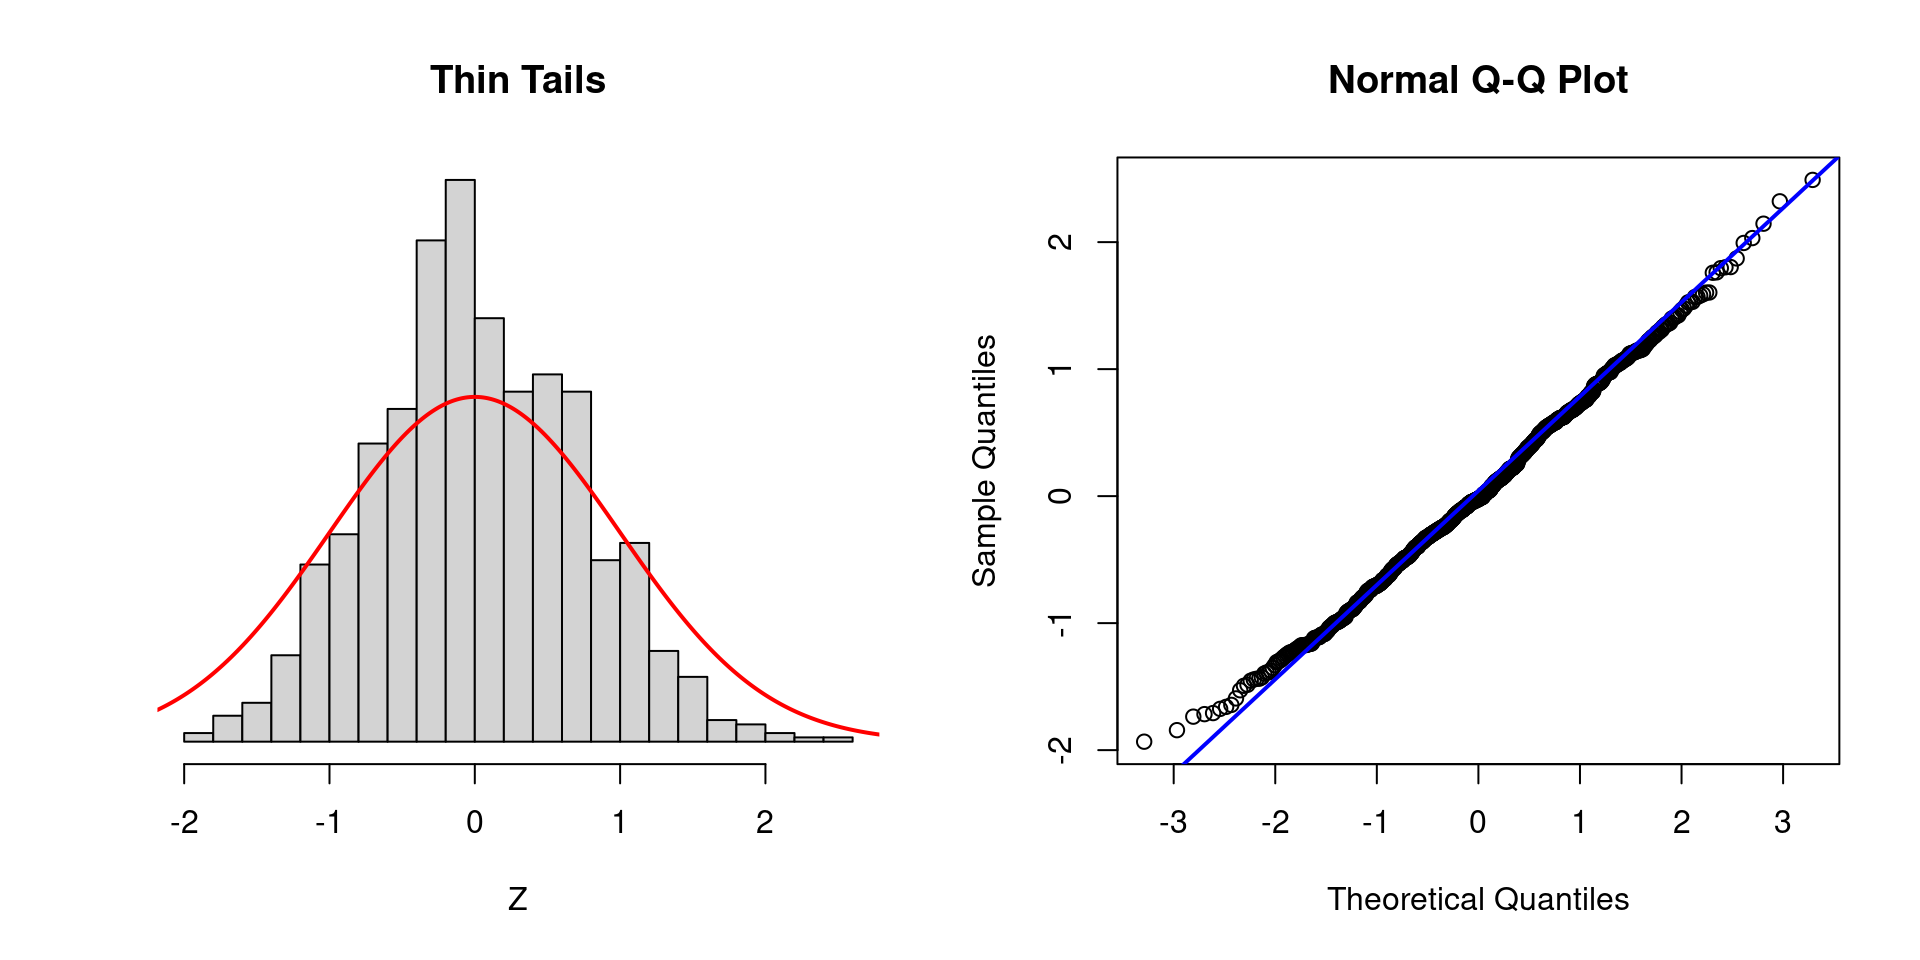 Thin Tails
-2 -1 0 1 2
Z
Normal Q-Q Plot
Sample Quantiles
2
1
0
-1
-2
-3 -2 -1 0 1 2 3
Theoretical Quantiles